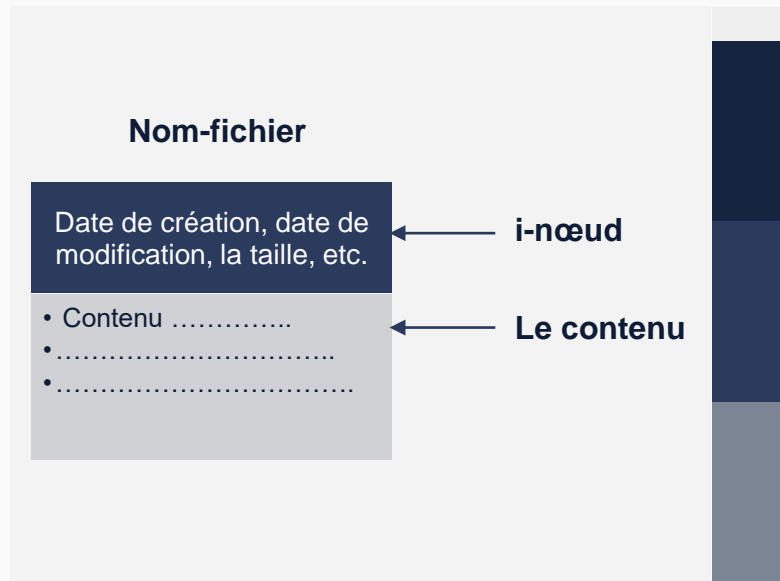 Nom-fichier
Date de création, date de
modification, la taille, etc.
i-nœud
• Contenu …………..
Le contenu
•…………………………..
•…………………………….